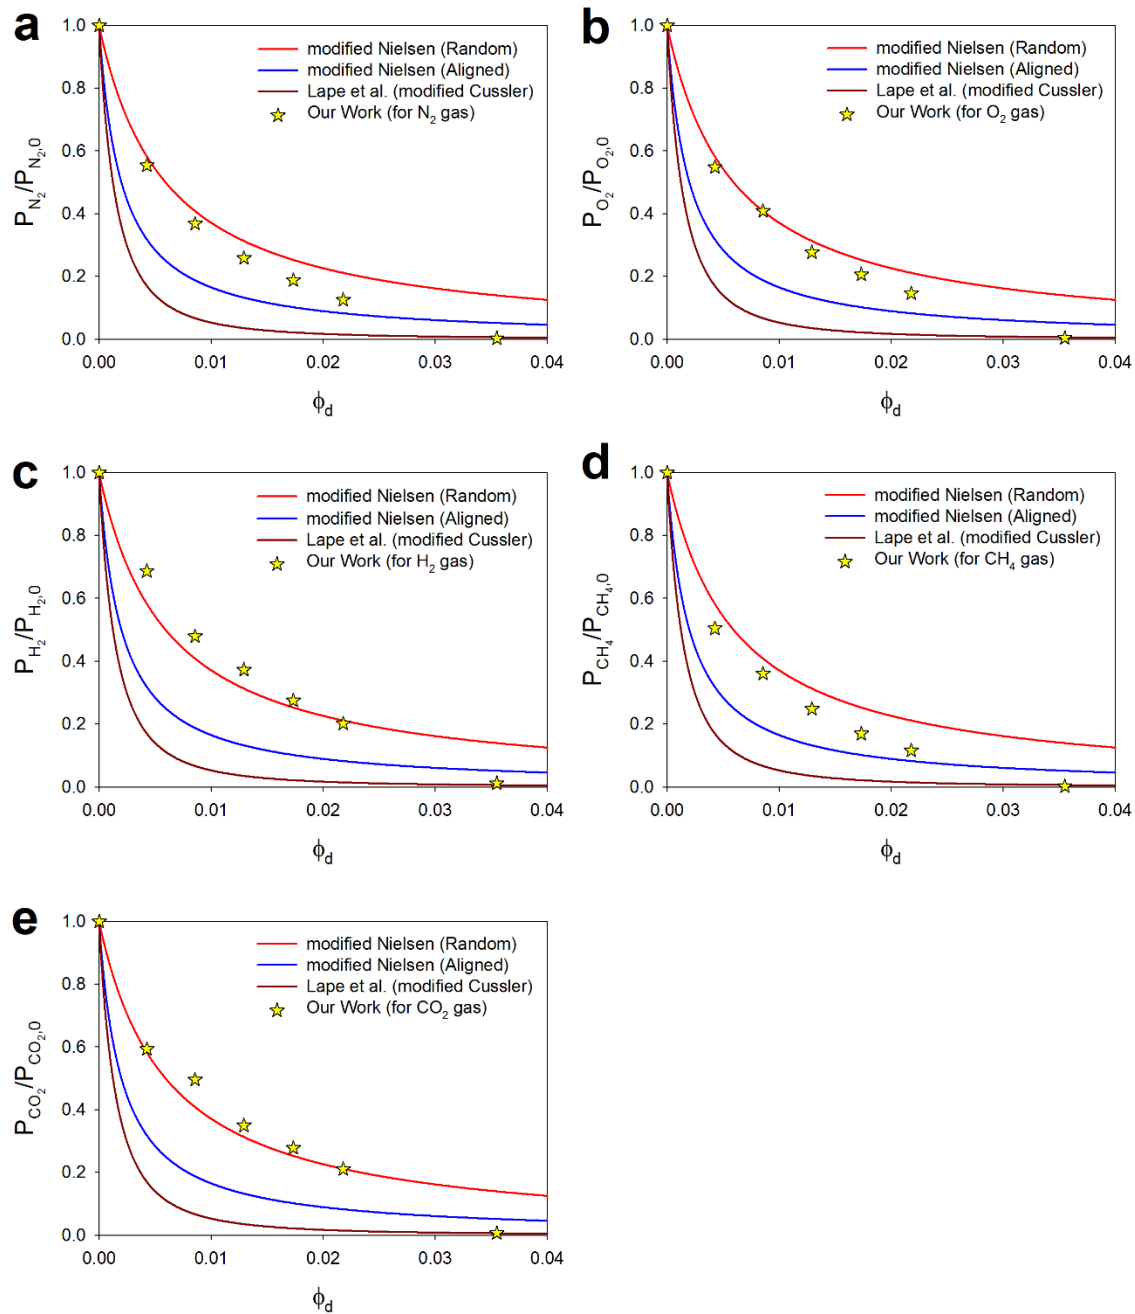 a
1.0
0.8
0.6
0.4
0.2
0.0
P_N2/P_N2,0
modified Nielsen (Random)
modified Nielsen (Aligned)
Lape et al. (modified Cussler)
Our Work (for N2 gas)
0.00 0.01 0.02 0.03 0.04
ϕd
b
1.0
0.8
0.6
0.4
0.2
0.0
P_O2/P_O2,0
modified Nielsen (Random)
modified Nielsen (Aligned)
Lape et al. (modified Cussler)
Our Work (for O2 gas)
0.00 0.01 0.02 0.03 0.04
ϕd
c
1.0
0.8
0.6
0.4
0.2
0.0
P_H2/P_H2,0
modified Nielsen (Random)
modified Nielsen (Aligned)
Lape et al. (modified Cussler)
Our Work (for H2 gas)
0.00 0.01 0.02 0.03 0.04
ϕd
d
1.0
0.8
0.6
0.4
0.2
0.0
P_CH4/P_CH4,0
modified Nielsen (Random)
modified Nielsen (Aligned)
Lape et al. (modified Cussler)
Our Work (for CH4 gas)
0.00 0.01 0.02 0.03 0.04
ϕd
e
1.0
0.8
0.6
0.4
0.2
0.0
P_CO2/P_CO2,0
modified Nielsen (Random)
modified Nielsen (Aligned)
Lape et al. (modified Cussler)
Our Work (for CO2 gas)
0.00 0.01 0.02 0.03 0.04
ϕd